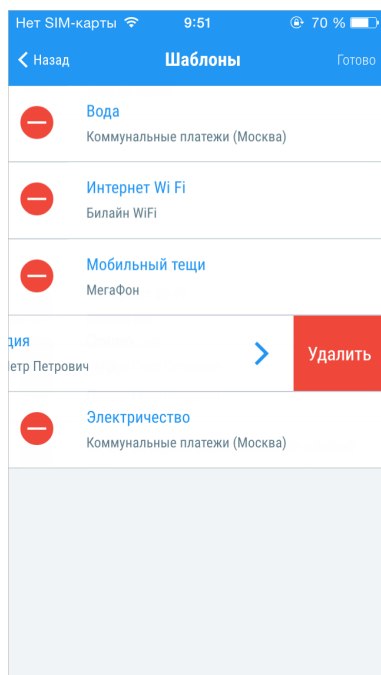 Нет SIM-карты 9:51 70 %
Назад Шаблоны Готово
Вода
Коммунальные платежи (Москва)
Интернет Wi Fi
Билайн WiFi
Мобильный тещи
МегаФон
дия
етр Петрович Удалить
Электричество
Коммунальные платежи (Москва)